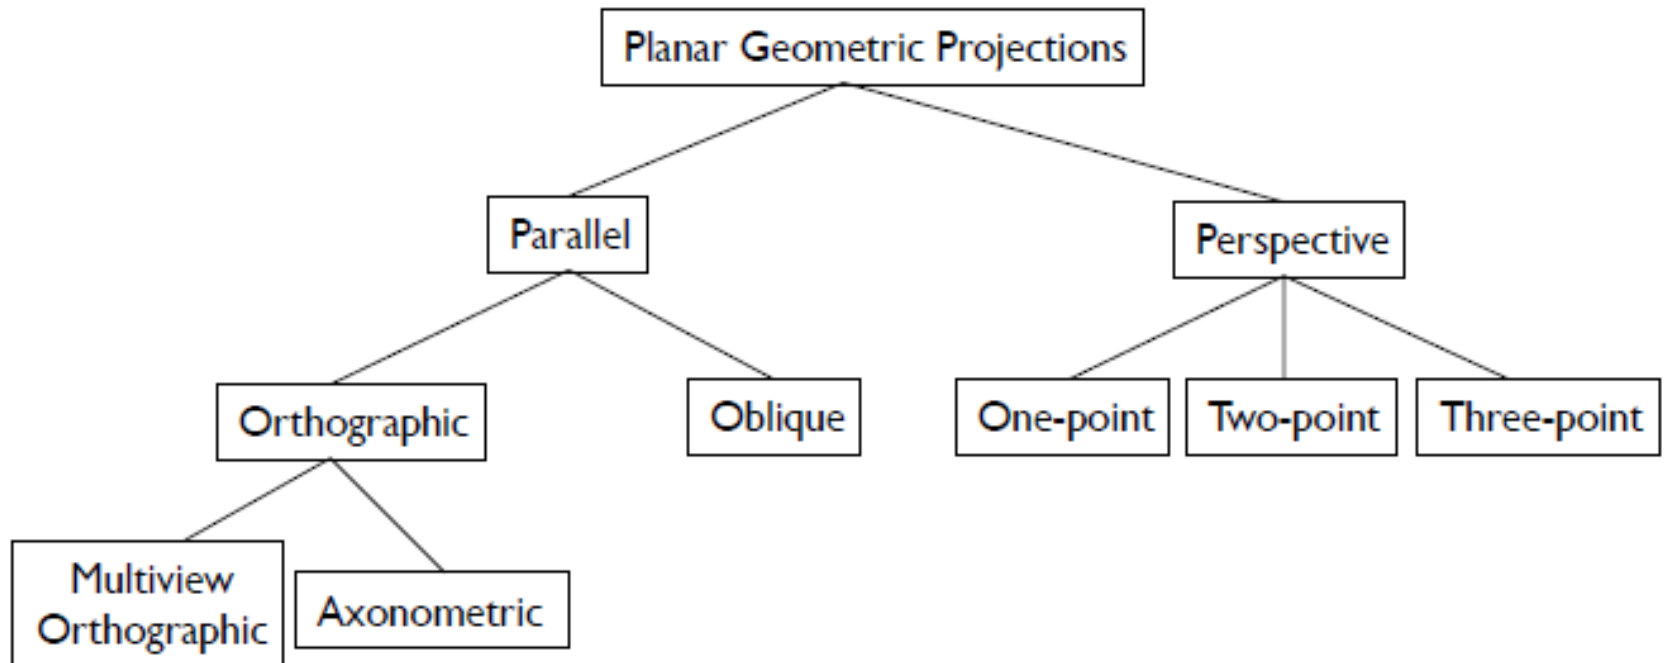 Planar Geometric Projections
Parallel
Perspective
Orthographic
Oblique
One-point
Two-point
Three-point
Multiview
Orthographic
Axonometric